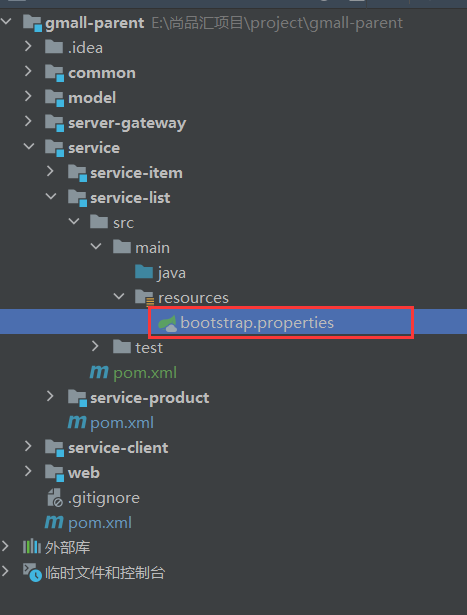 gmall-parent E:\尚品汇项目\project\gmall-parent
.idea
common
model
server-gateway
service
service-item
service-list
src
main
java
resources
bootstrap.properties
test
m pom.xml
service-product
m pom.xml
service-client
web
.gitignore
m pom.xml
外部库
临时文件和控制台